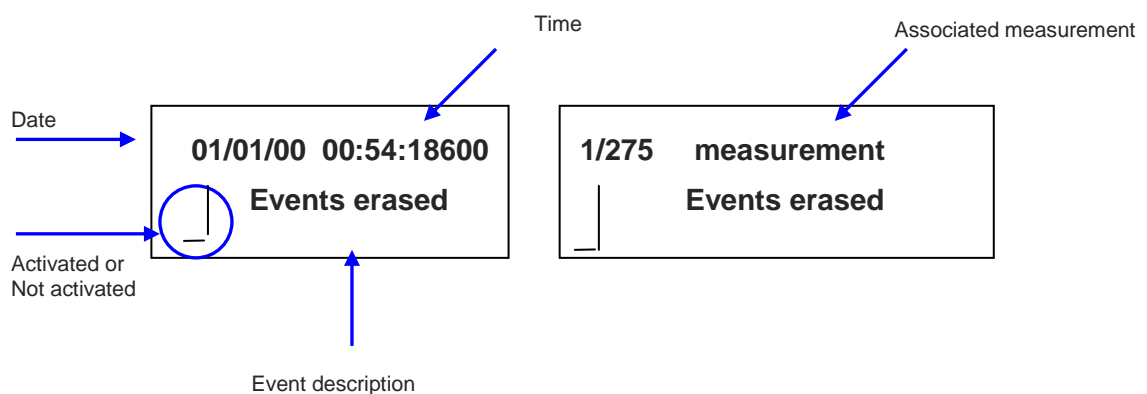 Time
Associated measurement
Date
01/01/00 00:54:18600
Events erased
1/275 measurement
Events erased
Activated or
Not activated
Event description